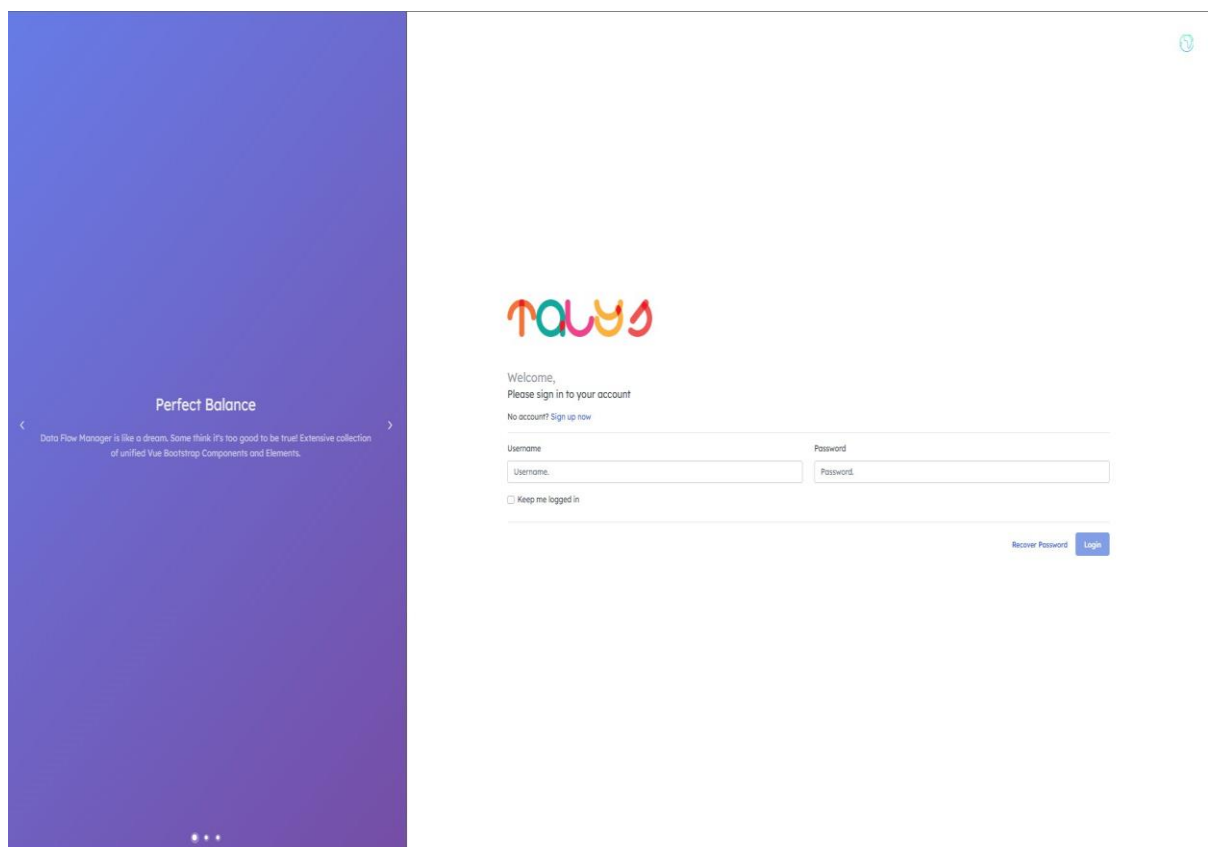 Perfect Balance
Data Flow Manager is like a dream. Some think it's too good to be true! Extensive collection
of unified Vue Bootstrap Components and Elements.
TALYS
Welcome,
Please sign in to your account
No account? Sign up now
Username
Password
Username.
Password.
Keep me logged in
Recover Password
Login